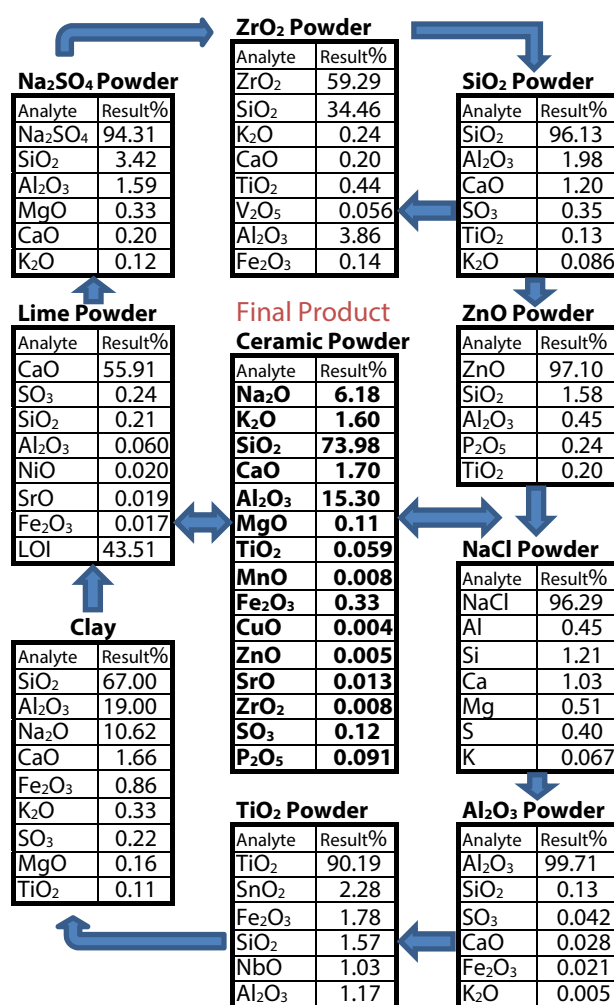 ZrO₂ Powder
Analyte Result%
ZrO₂ 59.29
SiO₂ 34.46
K₂O 0.24
CaO 0.20
TiO₂ 0.44
V₂O₅ 0.056
Al₂O₃ 3.86
Fe₂O₃ 0.14
Na₂SO₄ Powder
Analyte Result%
Na₂SO₄ 94.31
SiO₂ 3.42
Al₂O₃ 1.59
MgO 0.33
CaO 0.20
K₂O 0.12
SiO₂ Powder
Analyte Result%
SiO₂ 96.13
Al₂O₃ 1.98
CaO 1.20
SO₃ 0.35
TiO₂ 0.13
K₂O 0.086
Lime Powder
Analyte Result%
CaO 55.91
SO₃ 0.24
SiO₂ 0.21
Al₂O₃ 0.060
NiO 0.020
SrO 0.019
Fe₂O₃ 0.017
LOI 43.51
Final Product
Ceramic Powder
Analyte Result%
Na₂O 6.18
K₂O 1.60
SiO₂ 73.98
CaO 1.70
Al₂O₃ 15.30
MgO 0.11
TiO₂ 0.059
MnO 0.008
Fe₂O₃ 0.33
CuO 0.004
ZnO 0.005
SrO 0.013
ZrO₂ 0.008
SO₃ 0.12
P₂O₅ 0.091
ZnO Powder
Analyte Result%
ZnO 97.10
SiO₂ 1.58
Al₂O₃ 0.45
P₂O₅ 0.24
TiO₂ 0.20
NaCl Powder
Analyte Result%
NaCl 96.29
Al 0.45
Si 1.21
Ca 1.03
Mg 0.51
S 0.40
K 0.067
Clay
Analyte Result%
SiO₂ 67.00
Al₂O₃ 19.00
Na₂O 10.62
CaO 1.66
Fe₂O₃ 0.86
K₂O 0.33
SO₃ 0.22
MgO 0.16
TiO₂ 0.11
TiO₂ Powder
Analyte Result%
TiO₂ 90.19
SnO₂ 2.28
Fe₂O₃ 1.78
SiO₂ 1.57
NbO 1.03
Al₂O₃ 1.17
Al₂O₃ Powder
Analyte Result%
Al₂O₃ 99.71
SiO₂ 0.13
SO₃ 0.042
CaO 0.028
Fe₂O₃ 0.021
K₂O 0.005